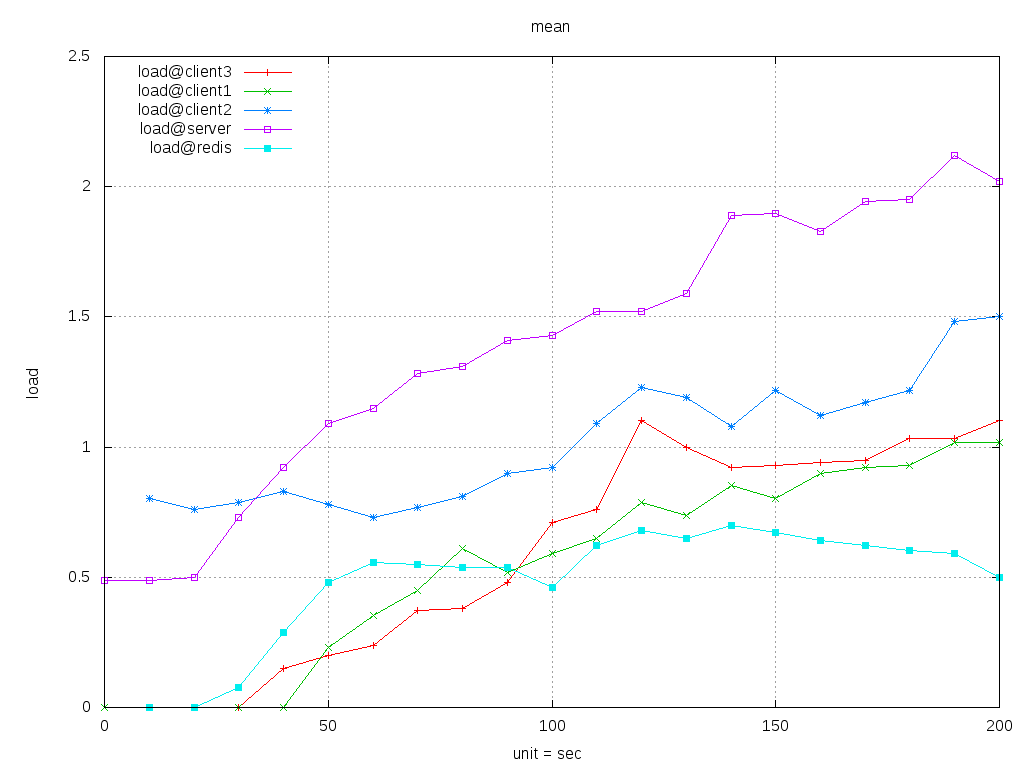 mean
2.5
load@client3
load@client1
load@client2
load@server
load@redis
2
1.5
load
1
0.5
0
0 50 100 150 200
unit = sec